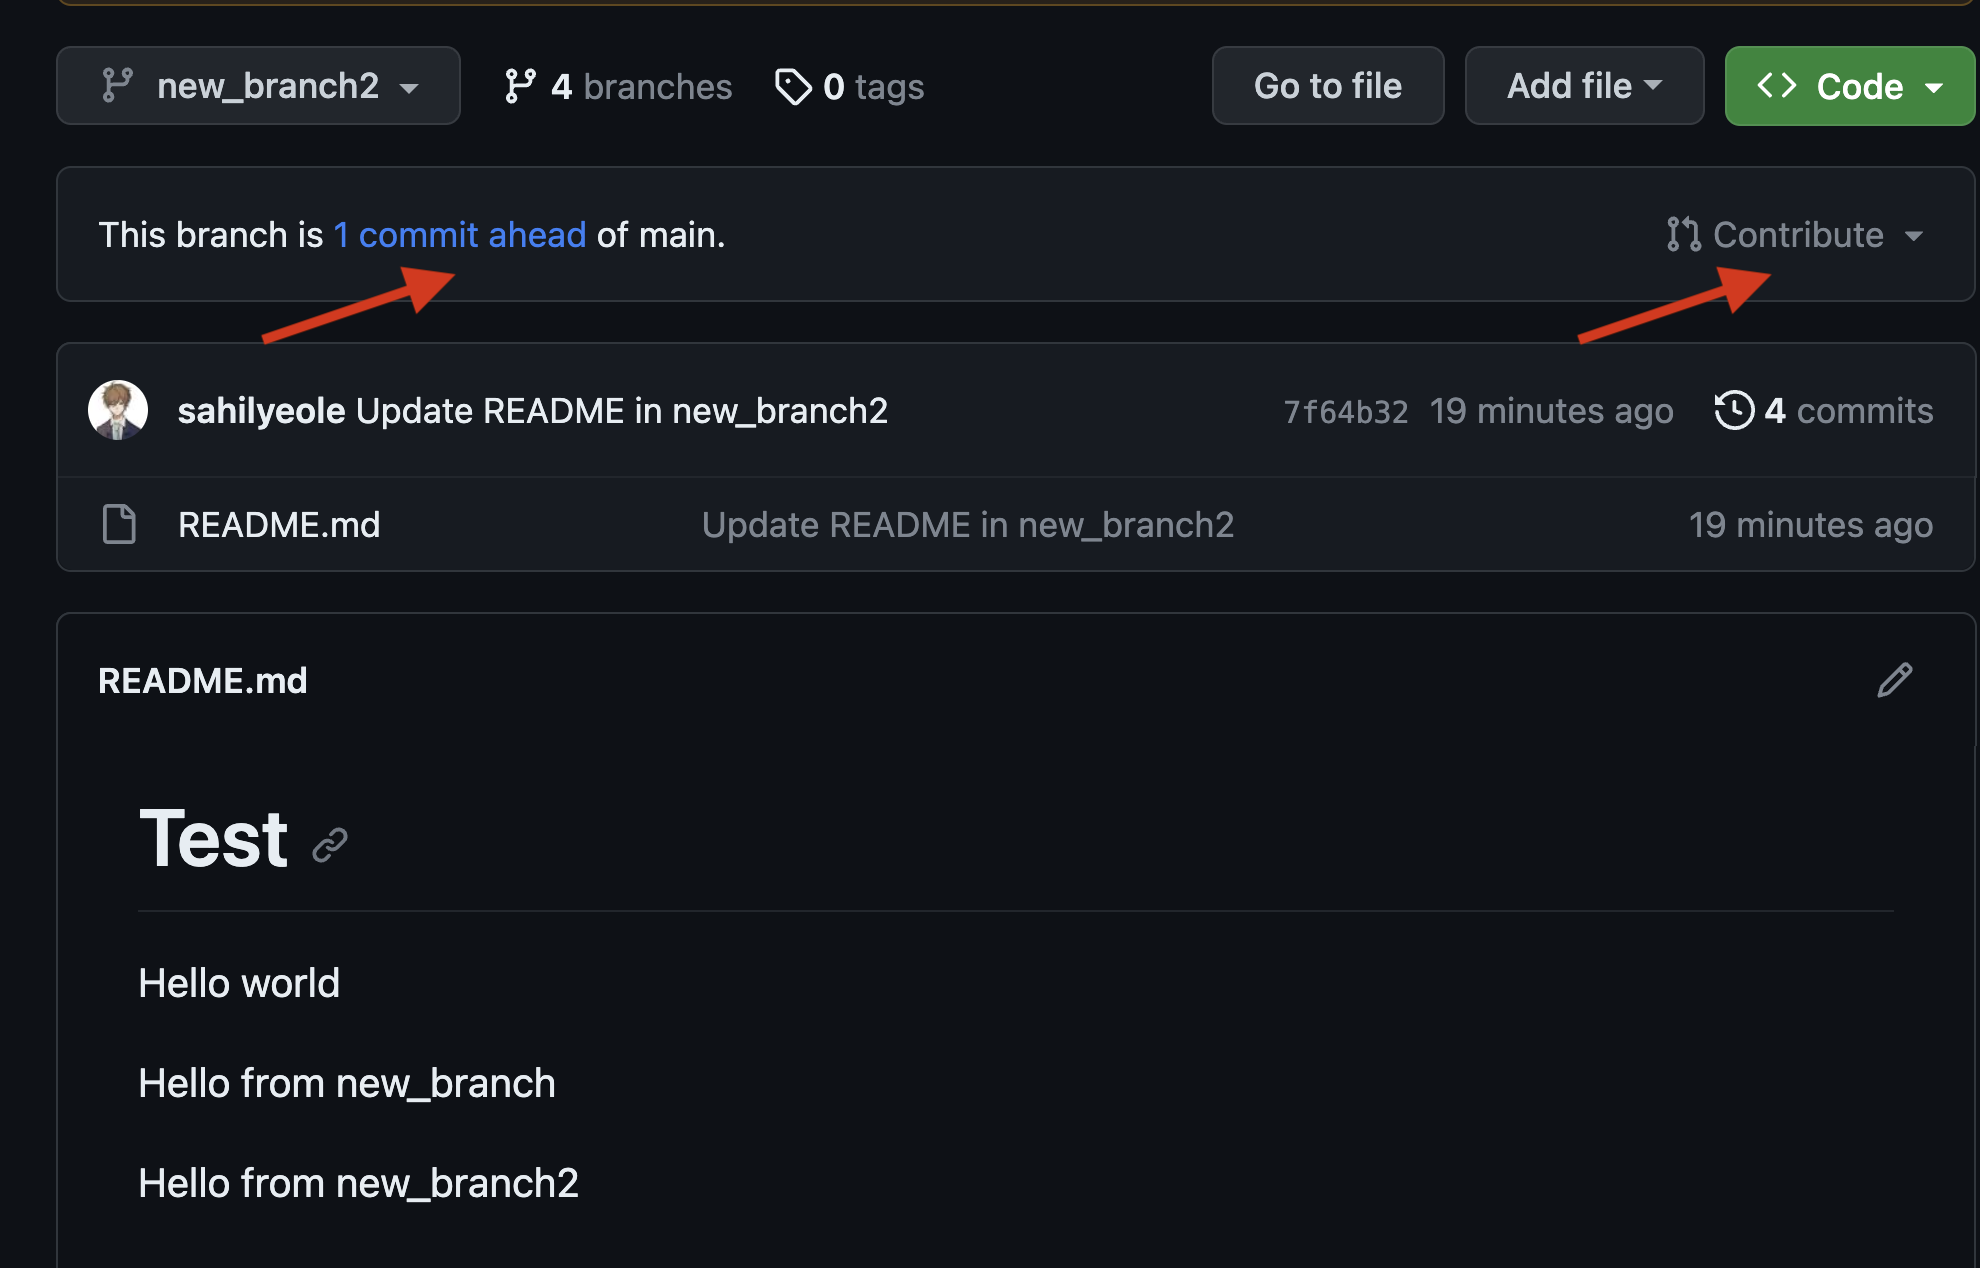 new_branch2
4 branches
0 tags
Go to file
Add file
Code
This branch is 1 commit ahead of main.
Contribute
sahilyeole Update README in new_branch2
7f64b32 19 minutes ago
4 commits
README.md
Update README in new_branch2
19 minutes ago
README.md
Test
Hello world
Hello from new_branch
Hello from new_branch2